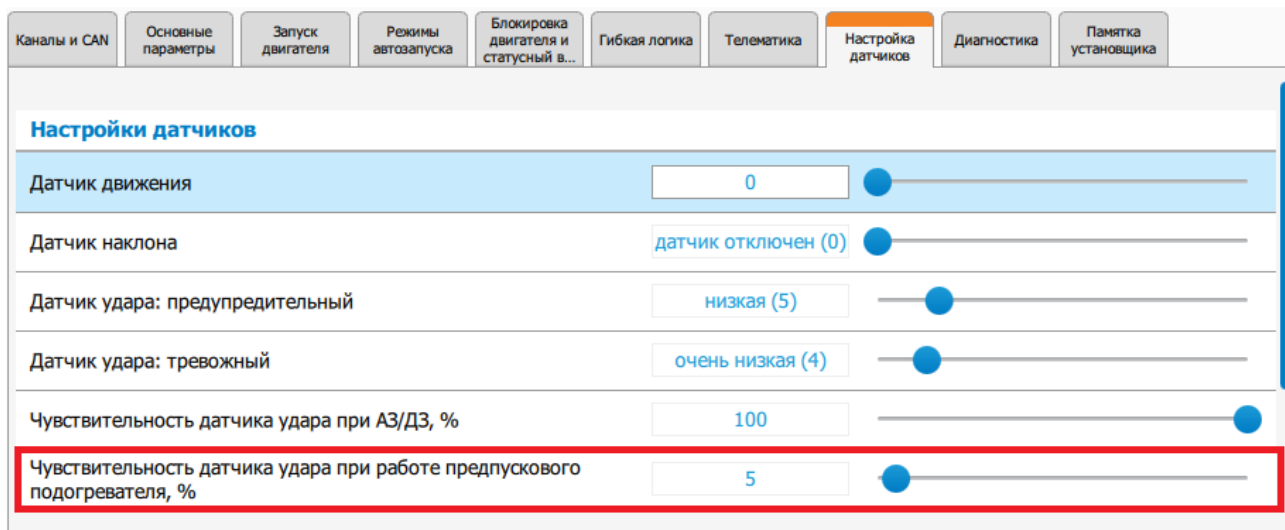 Каналы и CAN
Основные
параметры
Запуск
двигателя
Режимы
автозапуска
Блокировка
двигателя и
статусный в...
Гибкая логика
Телематика
Настройка
датчиков
Диагностика
Памятка
установщика
Настройки датчиков
Датчик движения 0
Датчик наклона датчик отключен (0)
Датчик удара: предупредительный низкая (5)
Датчик удара: тревожный очень низкая (4)
Чувствительность датчика удара при АЗ/ДЗ, % 100
Чувствительность датчика удара при работе предпускового
подогревателя, % 5